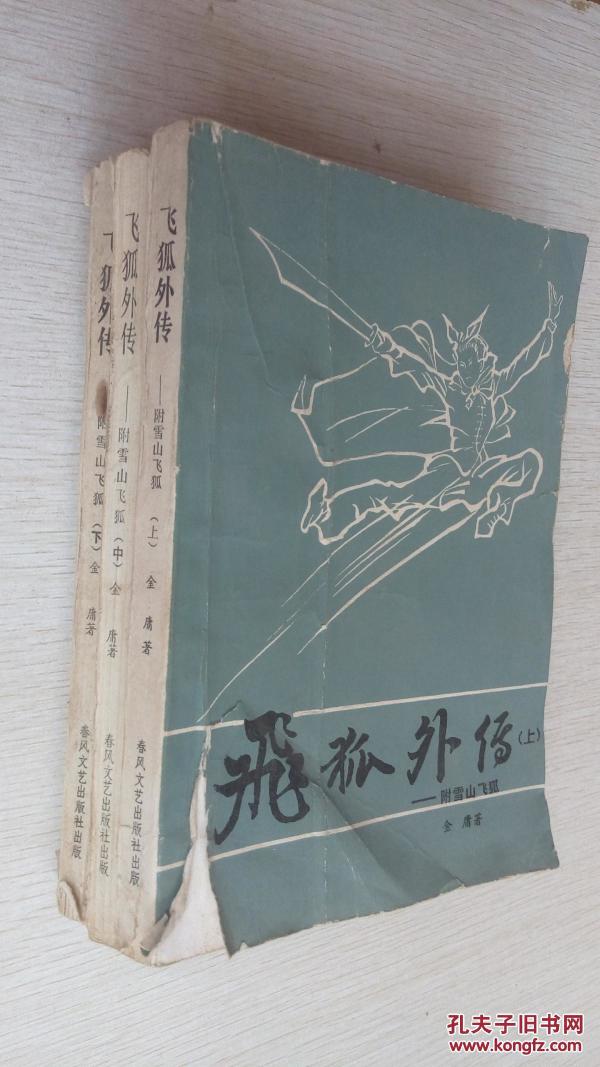 飛狐外传(上)
——附雪山飞狐
金庸著
飞狐外传——附雪山飞狐(上)金庸著 春风文艺出版社出版
飞狐外传——附雪山飞狐(中)金庸著 春风文艺出版社出版
飞狐外传 附雪山飞狐(下)金庸著 春风文艺出版社出版
孔夫子旧书网
www.kongfz.com